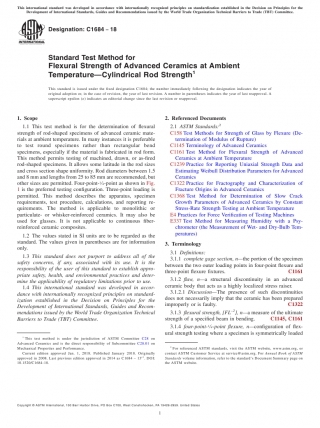 This international standard was developed in accordance with internationally recognized principles on standardization established in the Decision on Principles for the
Development of International Standards, Guides and Recommendations issued by the World Trade Organization Technical Barriers to Trade (TBT) Committee.
Designation: C1684 − 18
Standard Test Method for
Flexural Strength of Advanced Ceramics at Ambient
Temperature—Cylindrical Rod Strength1
This standard is issued under the fixed designation C1684; the number immediately following the designation indicates the year of
original adoption or, in the case of revision, the year of last revision. A number in parentheses indicates the year of last reapproval. A
superscript epsilon (ε) indicates an editorial change since the last revision or reapproval.
1. Scope
1.1 This test method is for the determination of flexural
strength of rod-shaped specimens of advanced ceramic mate-
rials at ambient temperature. In many instances it is preferable
to test round specimens rather than rectangular bend
specimens, especially if the material is fabricated in rod form.
This method permits testing of machined, drawn, or as-fired
rod-shaped specimens. It allows some latitude in the rod sizes
and cross section shape uniformity. Rod diameters between 1.5
and 8 mm and lengths from 25 to 85 mm are recommended, but
other sizes are permitted. Four-point-¼-point as shown in Fig.
1 is the preferred testing configuration. Three-point loading is
permitted. This method describes the apparatus, specimen
requirements, test procedure, calculations, and reporting re-
quirements. The method is applicable to monolithic or
particulate- or whisker-reinforced ceramics. It may also be
used for glasses. It is not applicable to continuous fiber-
reinforced ceramic composites.
1.2 The values stated in SI units are to be regarded as the
standard. The values given in parentheses are for information
only.
1.3 This standard does not purport to address all of the
safety concerns, if any, associated with its use. It is the
responsibility of the user of this standard to establish appro-
priate safety, health, and environmental practices and deter-
mine the applicability of regulatory limitations prior to use.
1.4 This international standard was developed in accor-
dance with internationally recognized principles on standard-
ization established in the Decision on Principles for the
Development of International Standards, Guides and Recom-
mendations issued by the World Trade Organization Technical
Barriers to Trade (TBT) Committee.
1 This test method is under the jurisdiction of ASTM Committee C28 on
Advanced Ceramics and is the direct responsibility of Subcommittee C28.01 on
Mechanical Properties and Performance.
Current edition approved Jan. 1, 2018. Published January 2018. Originally
approved in 2008. Last previous edition approved in 2013 as C1684 – 13
DOI:
10.1520/C1684-18.
2. Referenced Documents
2.1 ASTM Standards:2
C158 Test Methods for Strength of Glass by Flexure (De-
termination of Modulus of Rupture)
C1145 Terminology of Advanced Ceramics
C1161 Test Method for Flexural Strength of Advanced
Ceramics at Ambient Temperature
C1239 Practice for Reporting Uniaxial Strength Data and
Estimating Weibull Distribution Parameters for Advanced
Ceramics
C1322 Practice for Fractography and Characterization of
Fracture Origins in Advanced Ceramics
C1368 Test Method for Determination of Slow Crack
Growth Parameters of Advanced Ceramics by Constant
Stress-Rate Strength Testing at Ambient Temperature
E4 Practices for Force Verification of Testing Machines
E337 Test Method for Measuring Humidity with a Psy-
chrometer (the Measurement of Wet- and Dry-Bulb Tem-
peratures)
3. Terminology
3.1 Definitions:
3.1.1 complete gage section, n—the portion of the specimen
between the two outer loading points in four-point flexure and
three-point flexure fixtures. C1161
3.1.2 flaw, n—a structural discontinuity in an advanced
ceramic body that acts as a highly localized stress raiser.
3.1.2.1 Discussion—The presence of such discontinuities
does not necessarily imply that the ceramic has been prepared
improperly or is faulty. C1322
3.1.3 flexural strength, [FL−2], n—a measure of the ultimate
strength of a specified beam in bending. C1145, C1161
3.1.4 four-point-¼-point flexure, n—configuration of flex-
ural strength testing where a specimen is symmetrically loaded
2 For referenced ASTM standards, visit the ASTM website, www.astm.org, or
contact ASTM Customer Service at service@astm.org. For Annual Book of ASTM
Standards volume information, refer to the standard's Document Summary page on
the ASTM website.
Copyright © ASTM International, 100 Barr Harbor Drive, PO Box C700, West Conshohocken, PA 19428-2959. United States
1